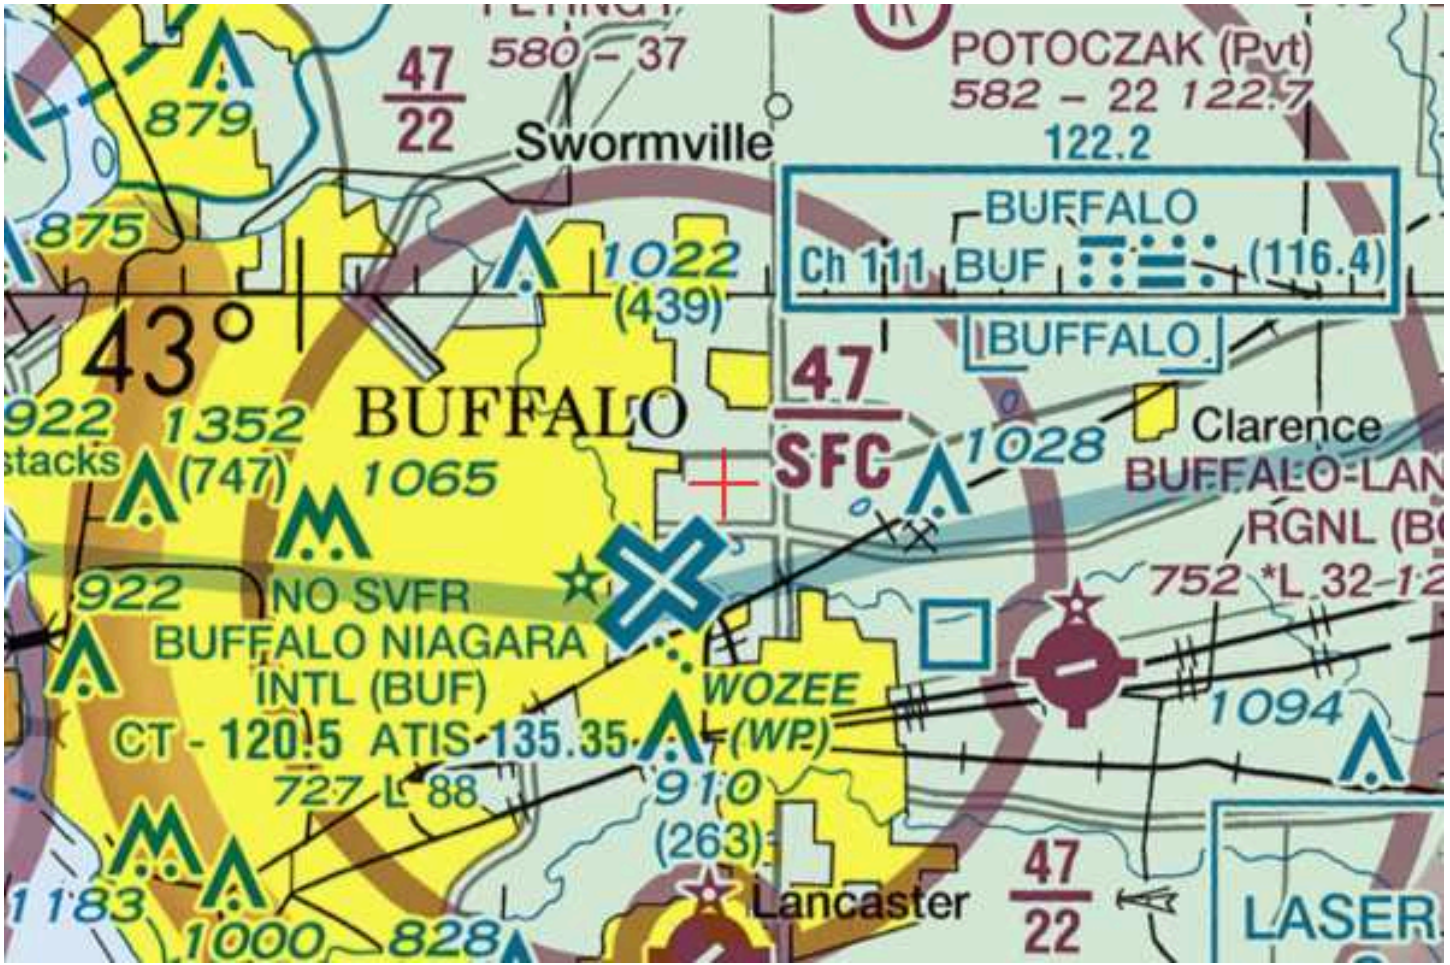 580 - 37
47
22
R
POTOCZAK (Pvt)
582 - 22 122.7
122.2
879
Swormville
BUFFALO
Ch 111 BUF (116.4)
BUFFALO
875
1022
(439)
43°
47
SFC
922
stacks
1352
(747)
BUFFALO
1065
1028
Clarence
BUFFALO-LAN
RGNL
752 *L 32
922
NO SVFR
BUFFALO NIAGARA
INTL (BUF)
CT - 120.5 ATIS 135.35
727 L 88
WOZEE
(WP)
910
(263)
1094
1183
1000
828
Lancaster
47
22
LASER